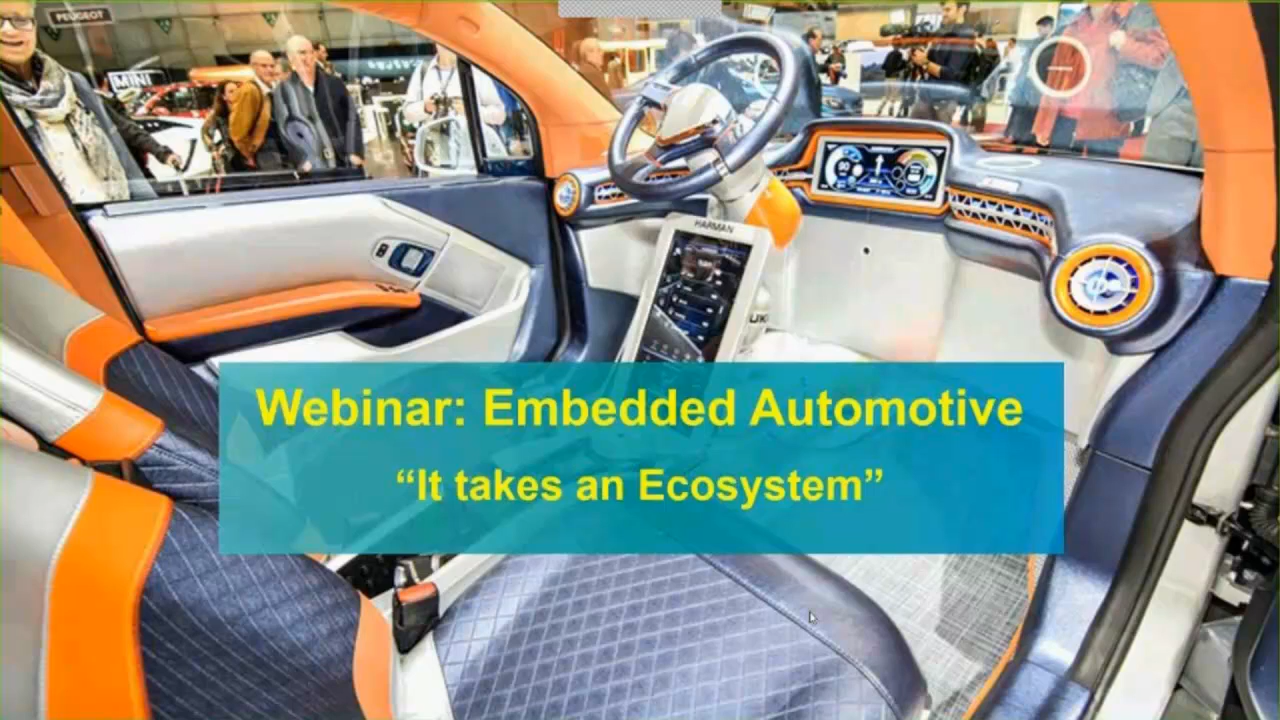 PEUGEOT
MINI
HARMAN
Webinar: Embedded Automotive
“It takes an Ecosystem”